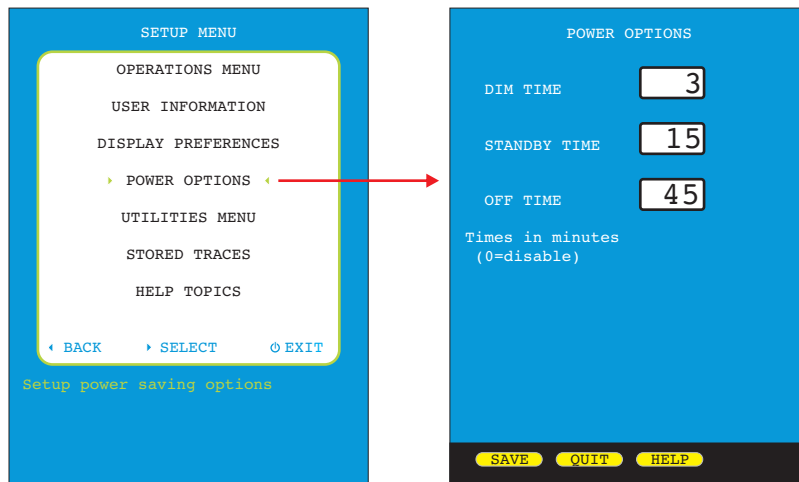 SETUP MENU
OPERATIONS MENU
USER INFORMATION
DISPLAY PREFERENCES
POWER OPTIONS
UTILITIES MENU
STORED TRACES
HELP TOPICS
BACK SELECT EXIT
Setup power saving options
POWER OPTIONS
DIM TIME 3
STANDBY TIME 15
OFF TIME 45
Times in minutes
(0=disable)
SAVE QUIT HELP